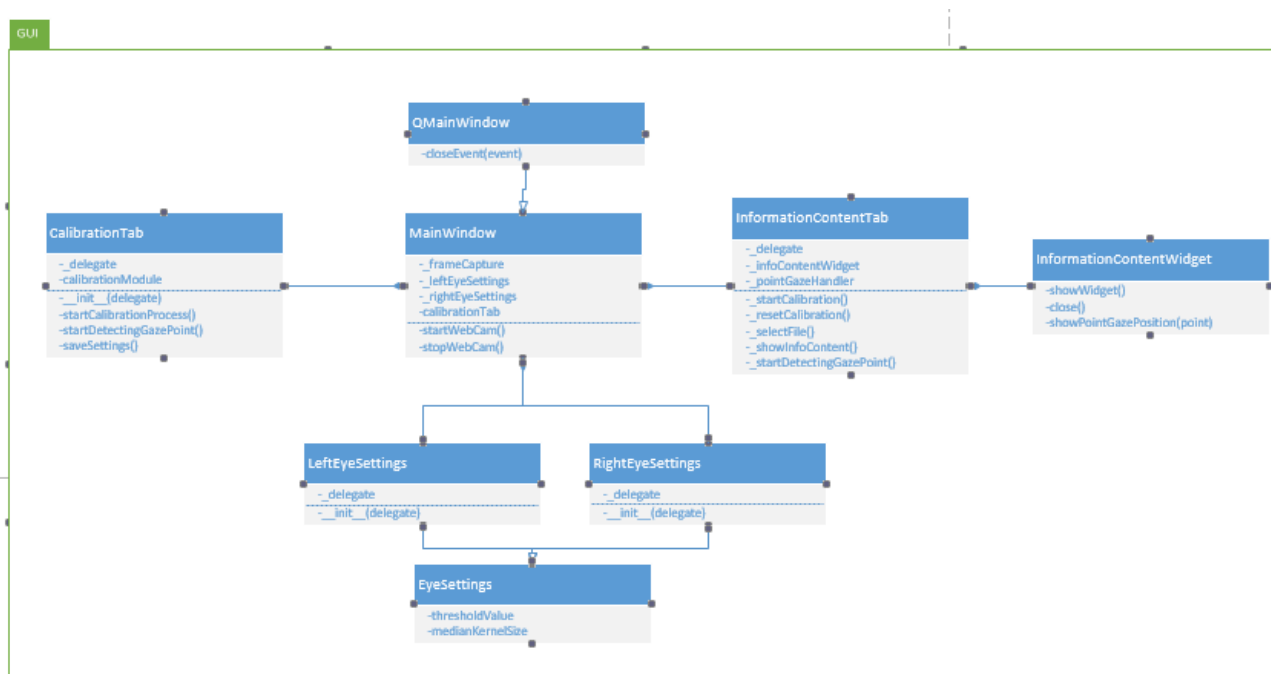 GUI
QMainWindow
-closeEvent(event)
CalibrationTab
-_delegate
-calibrationModule
-__init__(delegate)
-startCalibrationProcess()
-startDetectingGazePoint()
-saveSettings()
MainWindow
-_frameCapture
-_leftEyeSettings
-_rightEyeSettings
-calibrationTab
-startWebCam()
-stopWebCam()
InformationContentTab
-_delegate
-_infoContentWidget
-_pointGazeHandler
-_startCalibration()
-_resetCalibration()
-_selectFile()
-_showInfoContent()
-_startDetectingGazePoint()
InformationContentWidget
-showWidget()
-close()
-showPointGazePosition(point)
LeftEyeSettings
-_delegate
-__init__(delegate)
RightEyeSettings
-_delegate
-__init__(delegate)
EyeSettings
-thresholdValue
-medianKernelSize